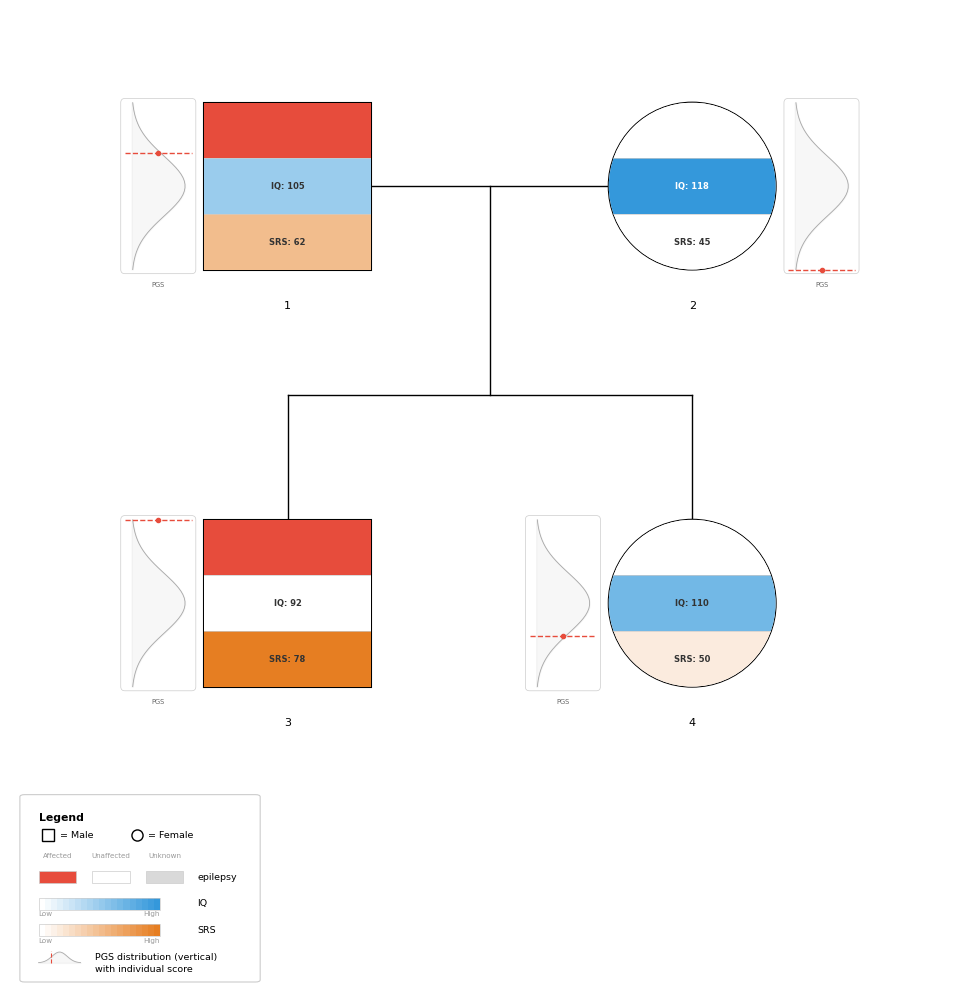 IQ: 105
SRS: 62
PGS
1
IQ: 118
SRS: 45
PGS
2
IQ: 92
SRS: 78
PGS
3
IQ: 110
SRS: 50
PGS
4
Legend
= Male = Female
Affected Unaffected Unknown
epilepsy
IQ
Low High
SRS
Low High
PGS distribution (vertical)
with individual score